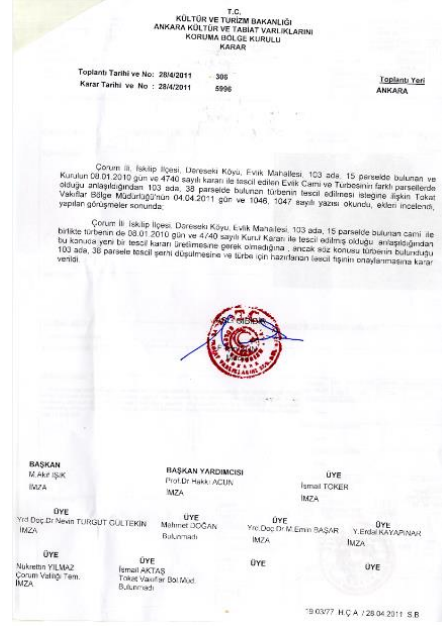 T.C.
KÜLTÜR VE TURİZM BAKANLIĞI
ANKARA KÜLTÜR VE TABİAT VARLIKLARINI
KORUMA BÖLGE KURULU
KARAR
Toplantı Tarihi ve No: 28/4/2011 - 306
Karar Tarihi ve No : 28/4/2011 5996
Toplantı Yeri
ANKARA
Çorum İli, İskilip İlçesi, Dereseki Köyü, Evlik Mahallesi, 103 ada, 15 parselde bulunan ve
Kurulun 08.01.2010 gün ve 4740 sayılı kararı ile tescil edilen Evlik Cami ve Türbesinin farklı parsellerde
olduğu anlaşıldığından 103 ada, 38 parselde bulunan türbenin tescil edilmesi isteğine ilişkin Tokat
Vakıflar Bölge Müdürlüğü'nün 04.04.2011 gün ve 1046, 1047 sayılı yazısı okundu, ekleri incelendi,
yapılan görüşmeler sonunda;
Çorum İli, İskilip İlçesi, Dereseki Köyü, Evlik Mahallesi, 103 ada, 15 parselde bulunan cami ile
birlikte türbenin de 08.01.2010 gün ve 4740 sayılı Kurul Kararı ile tescil edilmiş olduğu anlaşıldığından
bu konuda yeni bir tescil kararı üretilmesine gerek olmadığına , ancak söz konusu türbenin bulunduğu
103 ada, 38 parsele tescil şerhi düşülmesine ve türbe için hazırlanan tescil fişinin onaylanmasına karar
verildi.
BAŞKAN
M.Akif IŞIK
İMZA
BAŞKAN YARDIMCISI
Prof.Dr Hakkı ACUN
İMZA
ÜYE
İsmail TOKER
İMZA
ÜYE
Yrd.Doç.Dr Nevin TURGUT GÜLTEKİN
İMZA
ÜYE
Mehmet DOĞAN
Bulunmadı
ÜYE
Yrd.Doç.Dr M.Emin BAŞAR
İMZA
ÜYE
Y.Erdal KAYAPINAR
İMZA
ÜYE
Nurettin YILMAZ
Çorum Valiliği Tem.
İMZA
ÜYE
İsmail AKTAŞ
Tokat Vakıflar Böl.Müd.
Bulunmadı
ÜYE
ÜYE
19.03/77 H.Ç.A / 28.04.2011 S.B